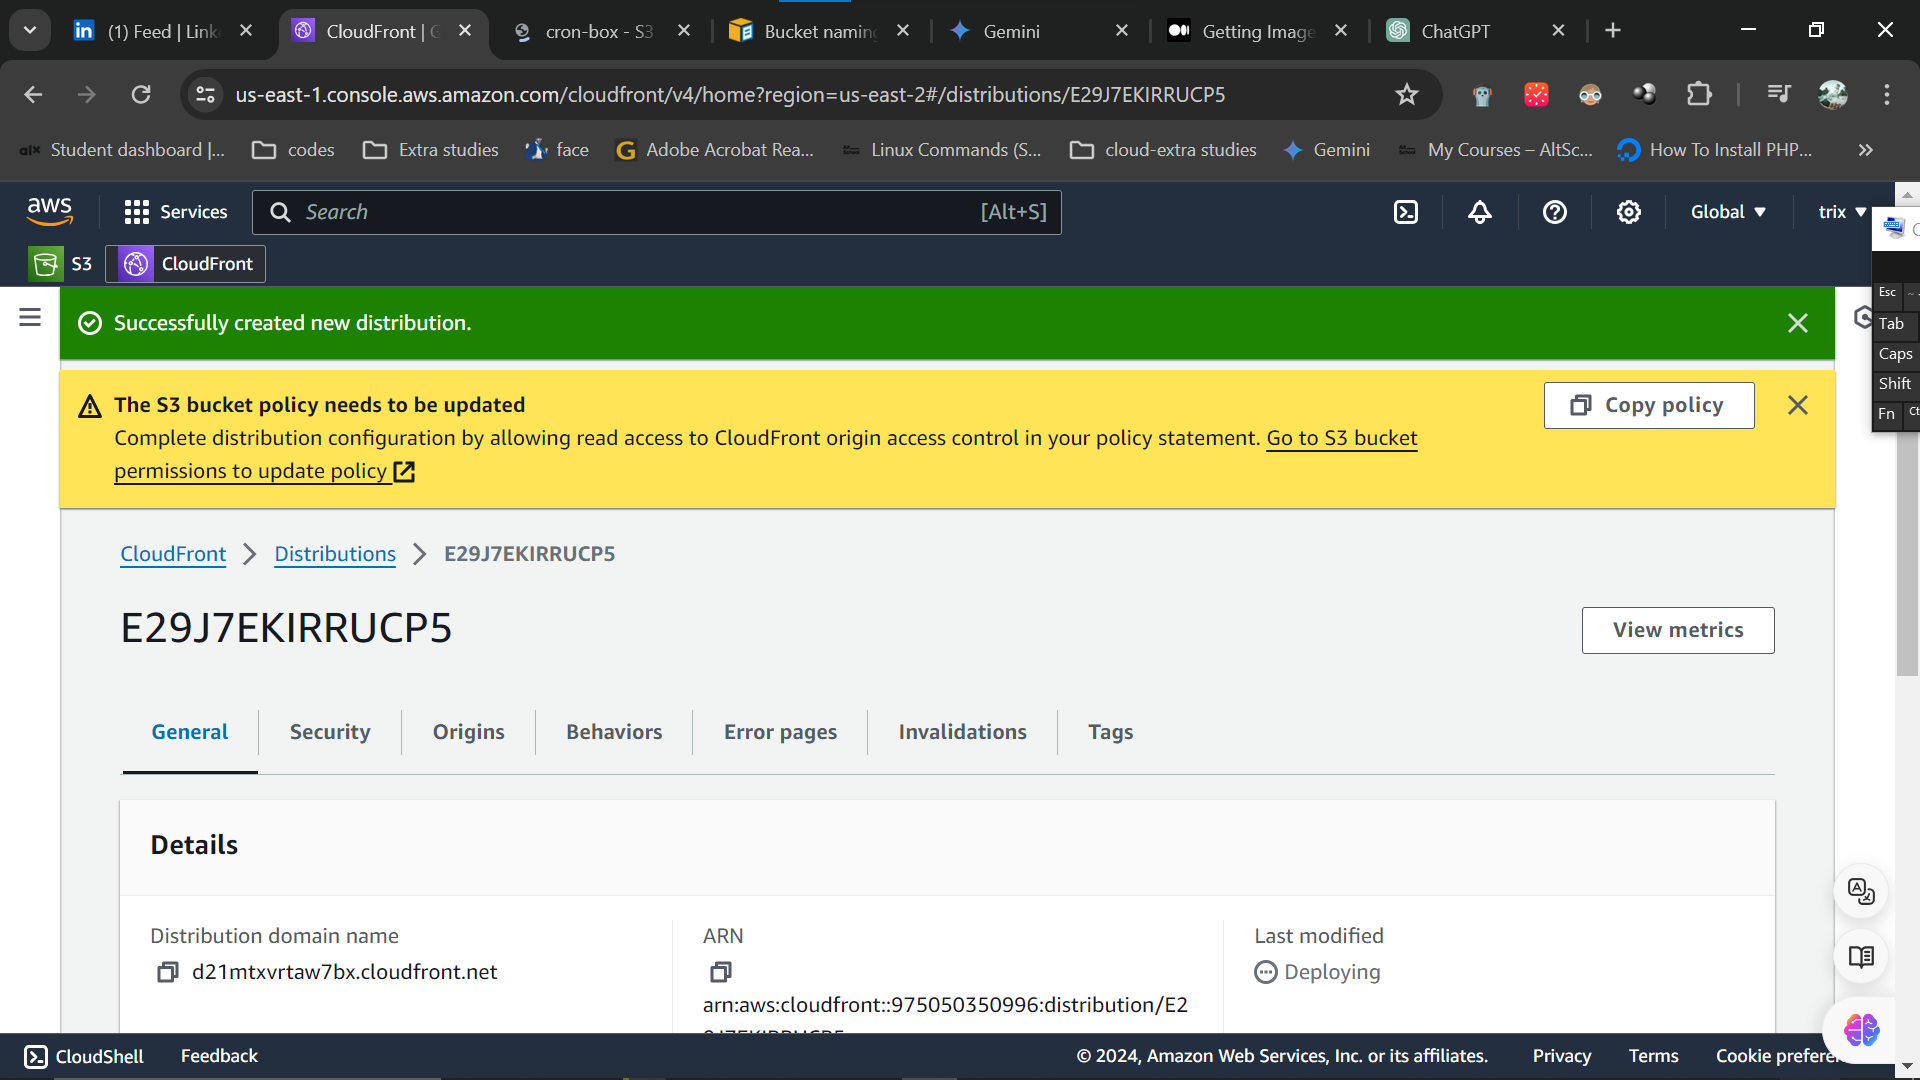 (1) Feed | Link
CloudFront | G
cron-box - S3
Bucket naming
Gemini
Getting Image
ChatGPT
us-east-1.console.aws.amazon.com/cloudfront/v4/home?region=us-east-2#/distributions/E29J7EKIRRUCP5
alx Student dashboard |... codes Extra studies face Adobe Acrobat Rea... Linux Commands (S... cloud-extra studies Gemini My Courses – AltSc... How To Install PHP...
aws Services Search [Alt+S] Global trix
S3 CloudFront
Successfully created new distribution.
The S3 bucket policy needs to be updated
Copy policy
Complete distribution configuration by allowing read access to CloudFront origin access control in your policy statement. Go to S3 bucket
permissions to update policy
Esc
Tab
Caps
Shift
Fn Ct
CloudFront Distributions E29J7EKIRRUCP5
E29J7EKIRRUCP5
View metrics
General Security Origins Behaviors Error pages Invalidations Tags
Details
Distribution domain name
d21mtxvrtaw7bx.cloudfront.net
ARN
arn:aws:cloudfront::975050350996:distribution/E2
9J7EKIRRUCP5
Last modified
Deploying
CloudShell Feedback © 2024, Amazon Web Services, Inc. or its affiliates. Privacy Terms Cookie prefere